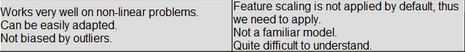 Works very well on non-linear problems.
Can be easily adapted.
Not biased by outliers.
Feature scaling is not applied by default, thus
we need to apply.
Not a familiar model.
Quite difficult to understand.